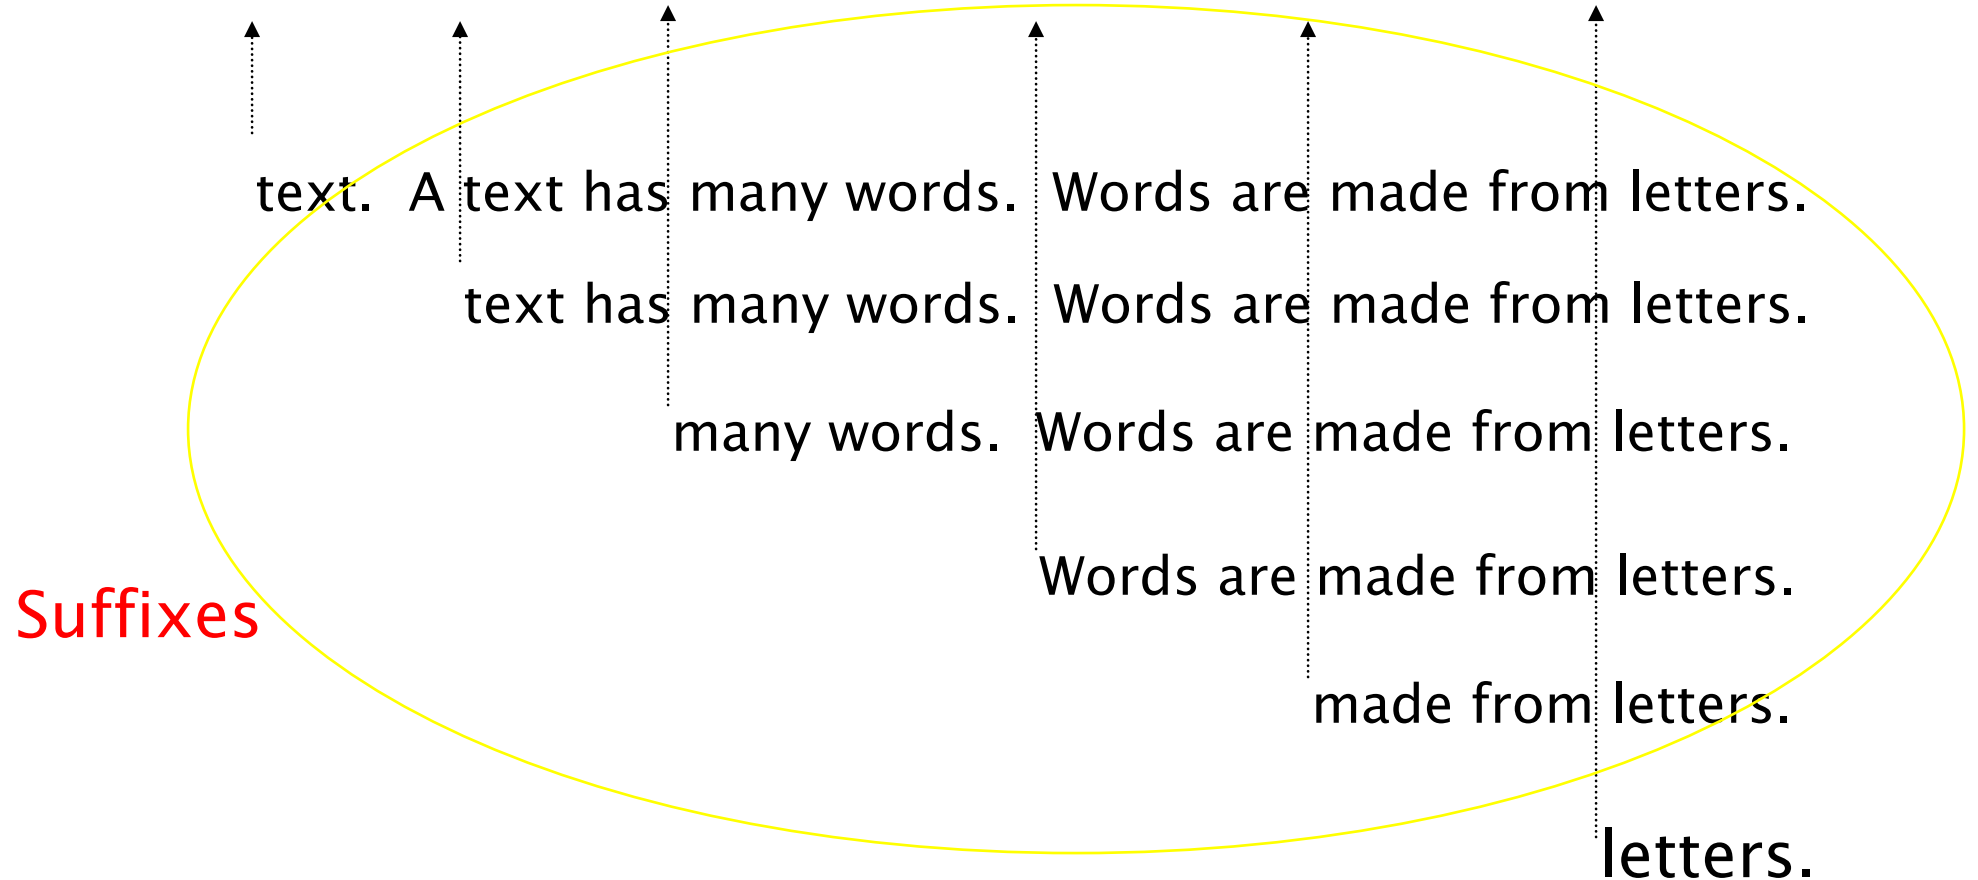 text.  A text has many words.  Words are made from letters.
text has many words.  Words are made from letters.
many words.  Words are made from letters.
Words are made from letters.
Suffixes
made from letters.
letters.